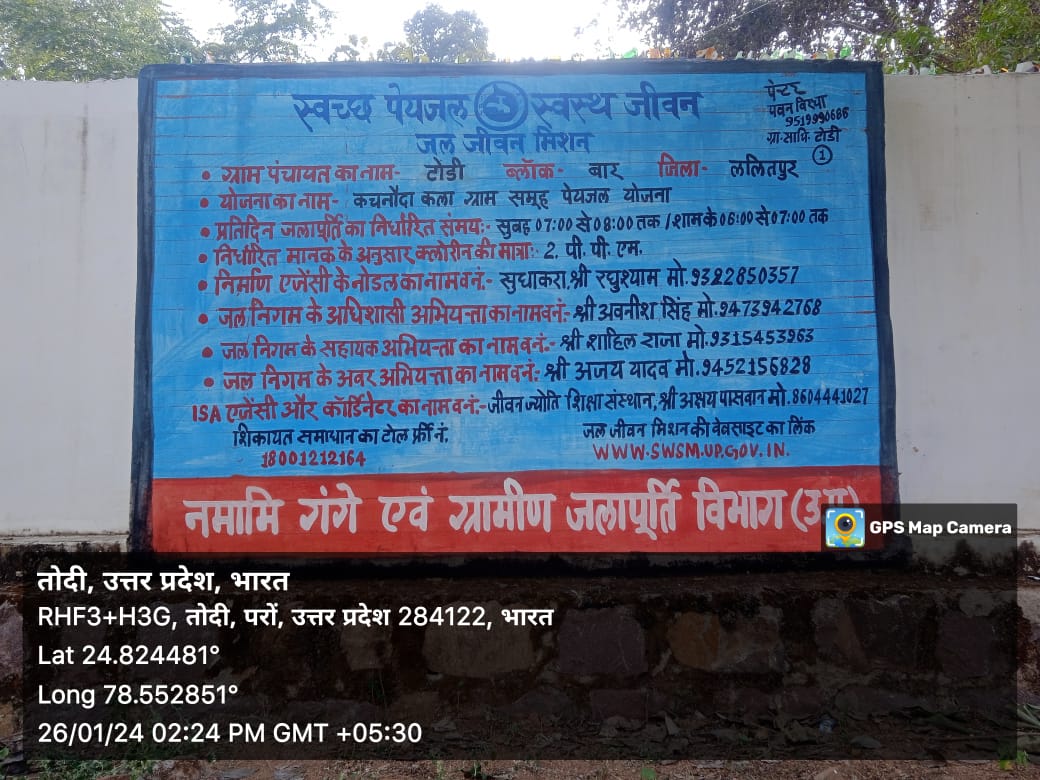 स्वच्छ पेयजल स्वस्थ जीवन
जल जीवन मिशन
पेन्टर
पवन विश्वा
9519990686
ग्रा.साथि. टोडी
1
• ग्राम पंचायत का नाम- टोडी ब्लॉक- बार जिला- ललितपुर
• योजना का नाम- कचनौदा कला ग्राम समूह पेयजल योजना
• प्रतिदिन जलापूर्ति का निर्धारित समय:- सुबह 07:00 से 08:00 तक / शाम के 06:00 से 07:00 तक
• निर्धारित मानक के अनुसार क्लोरीन की मात्रा: 2. पी. पी. एम.
• निर्माण एजेंसी के नोडल का नाम व नं:- सुधाकरा, श्री रघुश्याम मो. 9322850357
• जल निगम के अधिशासी अभियन्ता का नाम व नं:- श्री अवनीश सिंह मो. 9473942768
• जल निगम के सहायक अभियन्ता का नाम व नं:- श्री शाहिल राजा मो. 9315453963
• जल निगम के अवर अभियन्ता का नाम व नं:- श्री अजय यादव मो. 9452156828
ISA एजेंसी और कॉर्डिनेटर का नाम व नं:- जीवन ज्योति शिक्षा संस्थान, श्री अक्षय पासवान मो. 8604441027
शिकायत समाधान का टोल फ्री नं.
18001212164
जल जीवन मिशन की वेबसाइट का लिंक
WWW.SWSM.UP.GOV.IN.
नमामि गंगे एवं ग्रामीण जलापूर्ति विभाग
GPS Map Camera
तोदी, उत्तर प्रदेश, भारत
RHF3+H3G, तोदी, परों, उत्तर प्रदेश 284122, भारत
Lat 24.824481°
Long 78.552851°
26/01/24 02:24 PM GMT +05:30